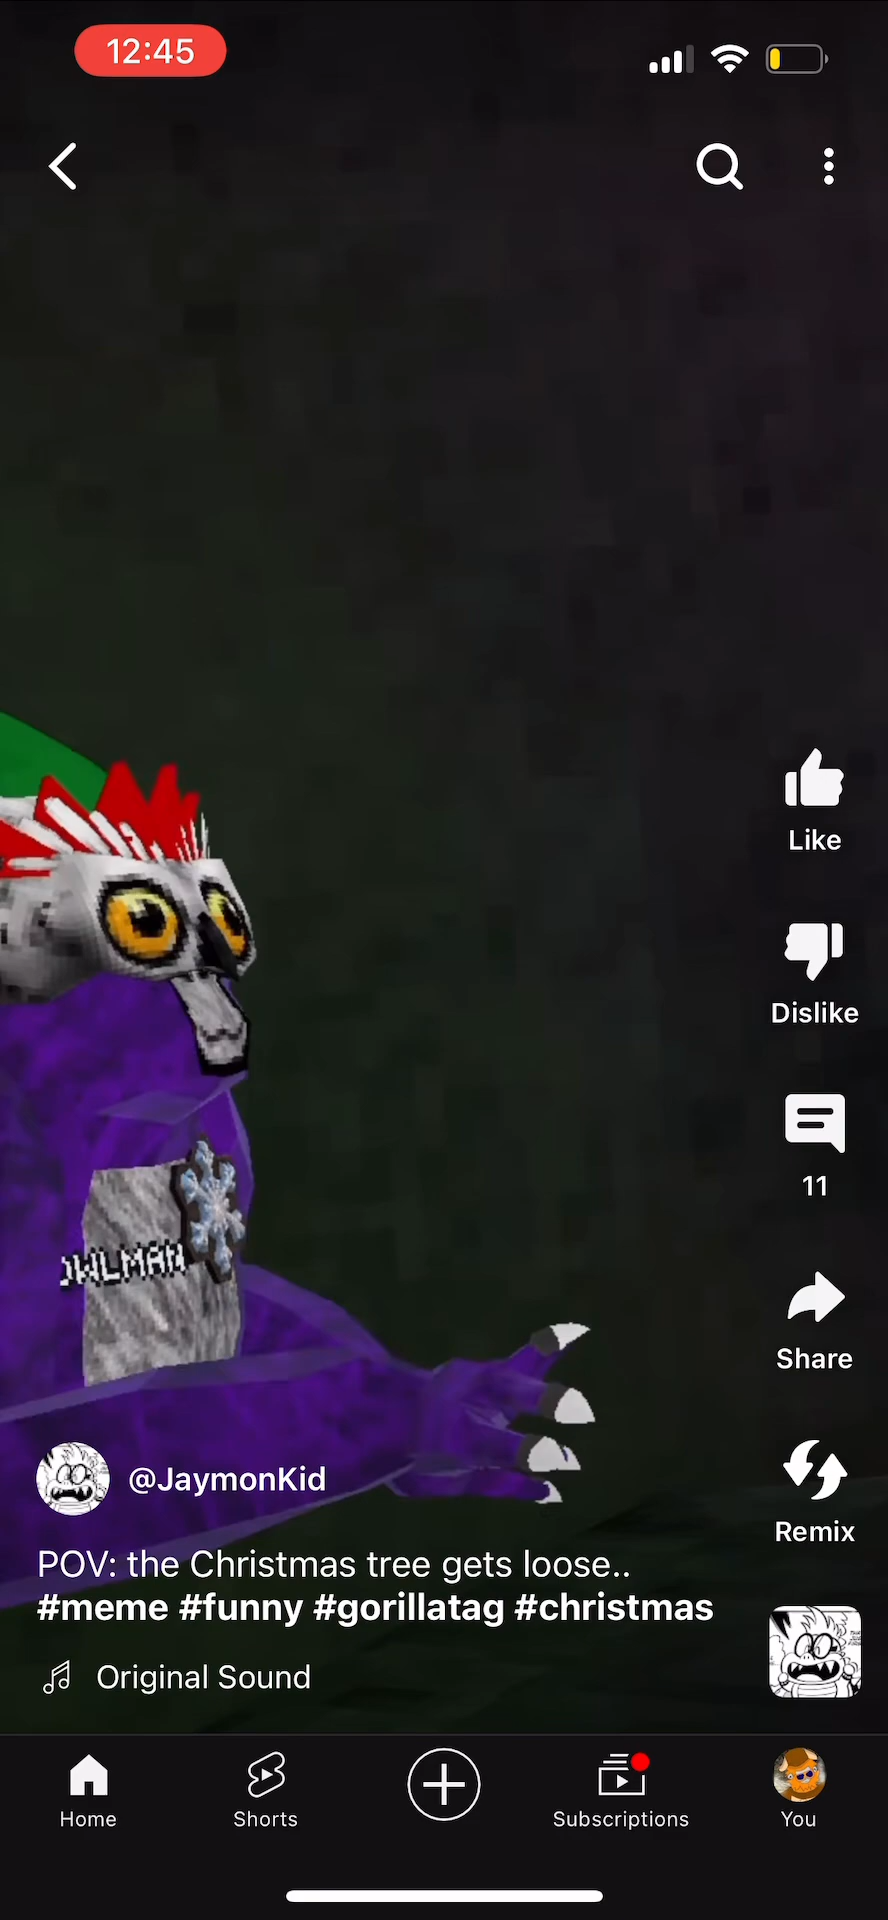 12:45
Like
Dislike
11
Share
Remix
WLMAN
@JaymonKid
POV: the Christmas tree gets loose..
#meme #funny #gorillatag #christmas
Original Sound
Home
Shorts
Subscriptions
You